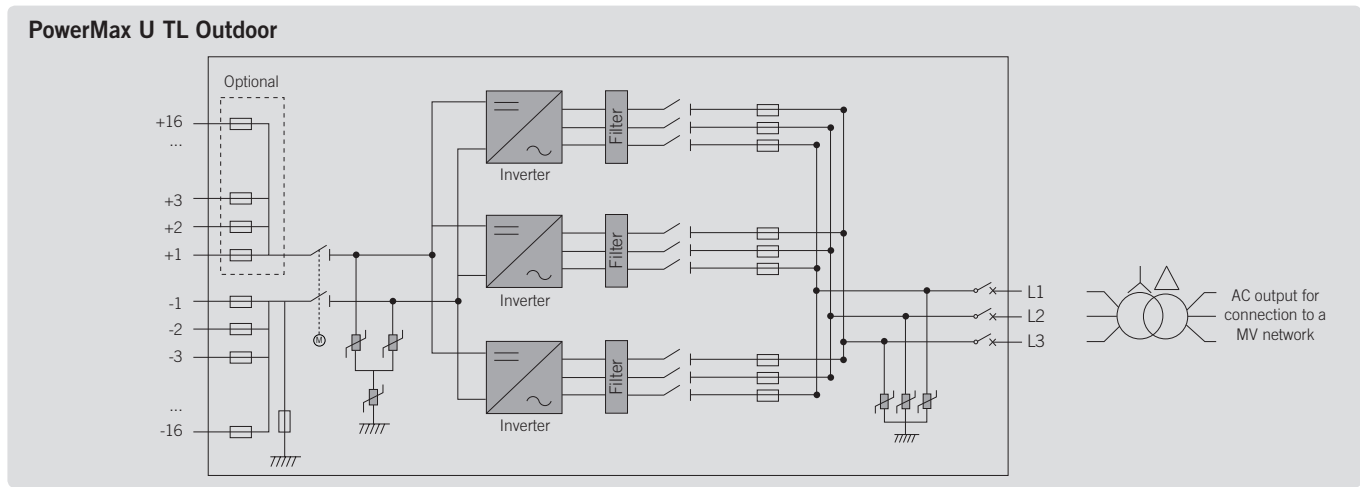 PowerMax U TL Outdoor
Optional
+16
...
+3
+2
+1
-1
-2
-3
...
-16
M
Filter
Inverter
Filter
Inverter
Filter
Inverter
L1
L2
L3
AC output for
connection to a
MV network